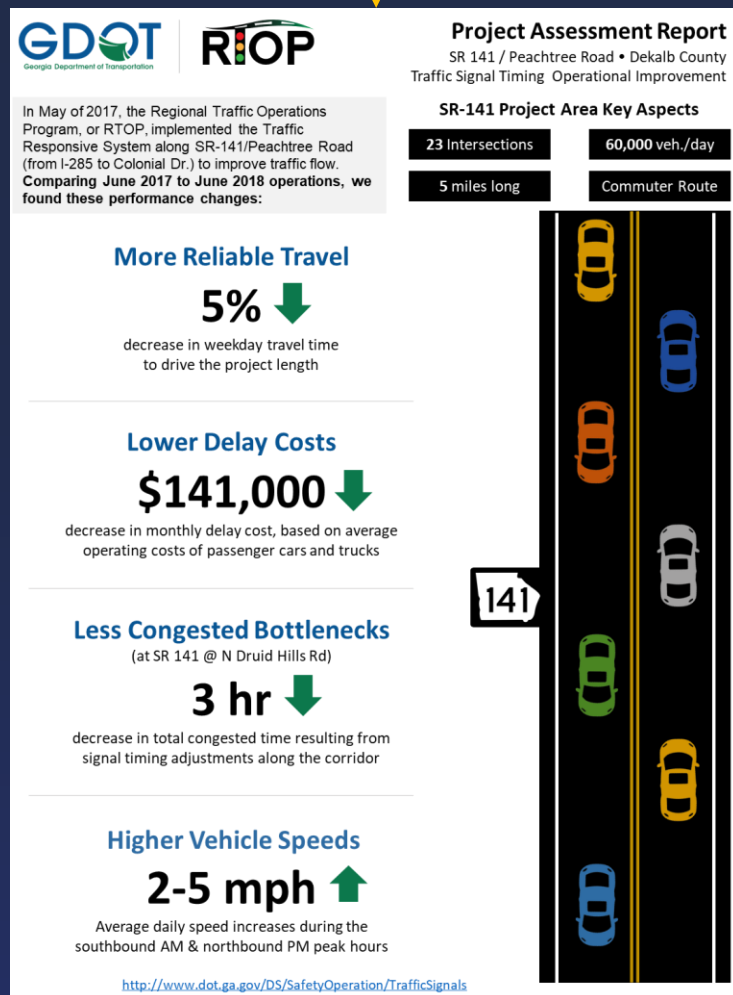 GDOT
Georgia Department of Transportation
RTOP
Project Assessment Report
SR 141 / Peachtree Road • Dekalb County
Traffic Signal Timing Operational Improvement
In May of 2017, the Regional Traffic Operations
Program, or RTOP, implemented the Traffic
Responsive System along SR-141/Peachtree Road
(from I-285 to Colonial Dr.) to improve traffic flow.
Comparing June 2017 to June 2018 operations, we
found these performance changes:
SR-141 Project Area Key Aspects
23 Intersections
60,000 veh./day
5 miles long
Commuter Route
More Reliable Travel
5%
decrease in weekday travel time
to drive the project length
Lower Delay Costs
$141,000
decrease in monthly delay cost, based on average
operating costs of passenger cars and trucks
141
Less Congested Bottlenecks
(at SR 141 @ N Druid Hills Rd)
3 hr
decrease in total congested time resulting from
signal timing adjustments along the corridor
Higher Vehicle Speeds
2-5 mph
Average daily speed increases during the
southbound AM & northbound PM peak hours
http://www.dot.ga.gov/DS/SafetyOperation/TrafficSignals